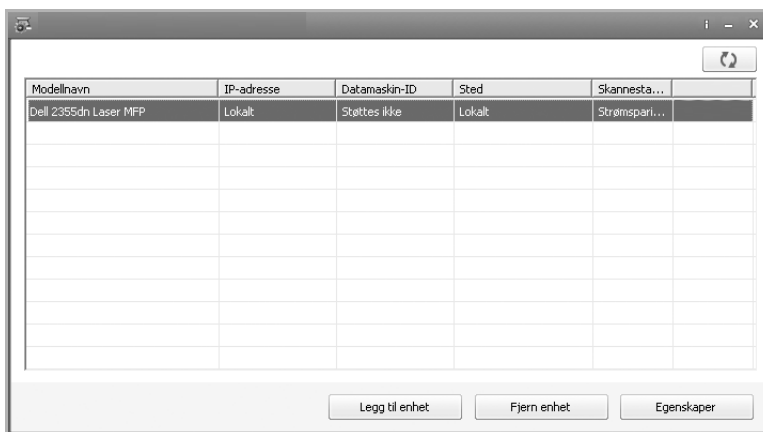 Modellnavn IP-adresse Datamaskin-ID Sted Skannesta...
Dell 2355dn Laser MFP Lokalt Støttes ikke Lokalt Strømspari...
Legg til enhet Fjern enhet Egenskaper